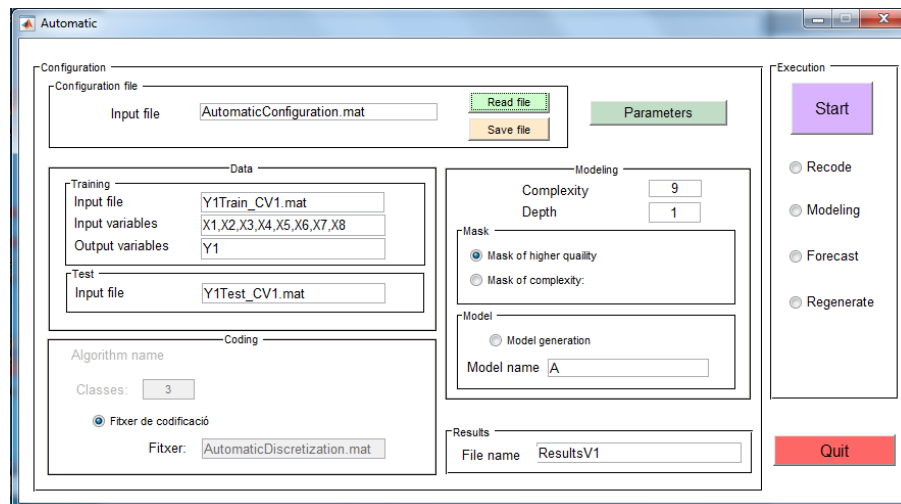 Automatic
Configuration
Configuration file
Input file AutomaticConfiguration.mat
Read file
Save file
Parameters
Data
Training
Input file Y1Train_CV1.mat
Input variables X1,X2,X3,X4,X5,X6,X7,X8
Output variables Y1
Test
Input file Y1Test_CV1.mat
Coding
Algorithm name
Classes: 3
Fitxer de codificació
Fitxer: AutomaticDiscretization.mat
Modeling
Complexity 9
Depth 1
Mask
Mask of higher quaility
Mask of complexity:
Model
Model generation
Model name A
Results
File name ResultsV1
Execution
Start
Recode
Modeling
Forecast
Regenerate
Quit